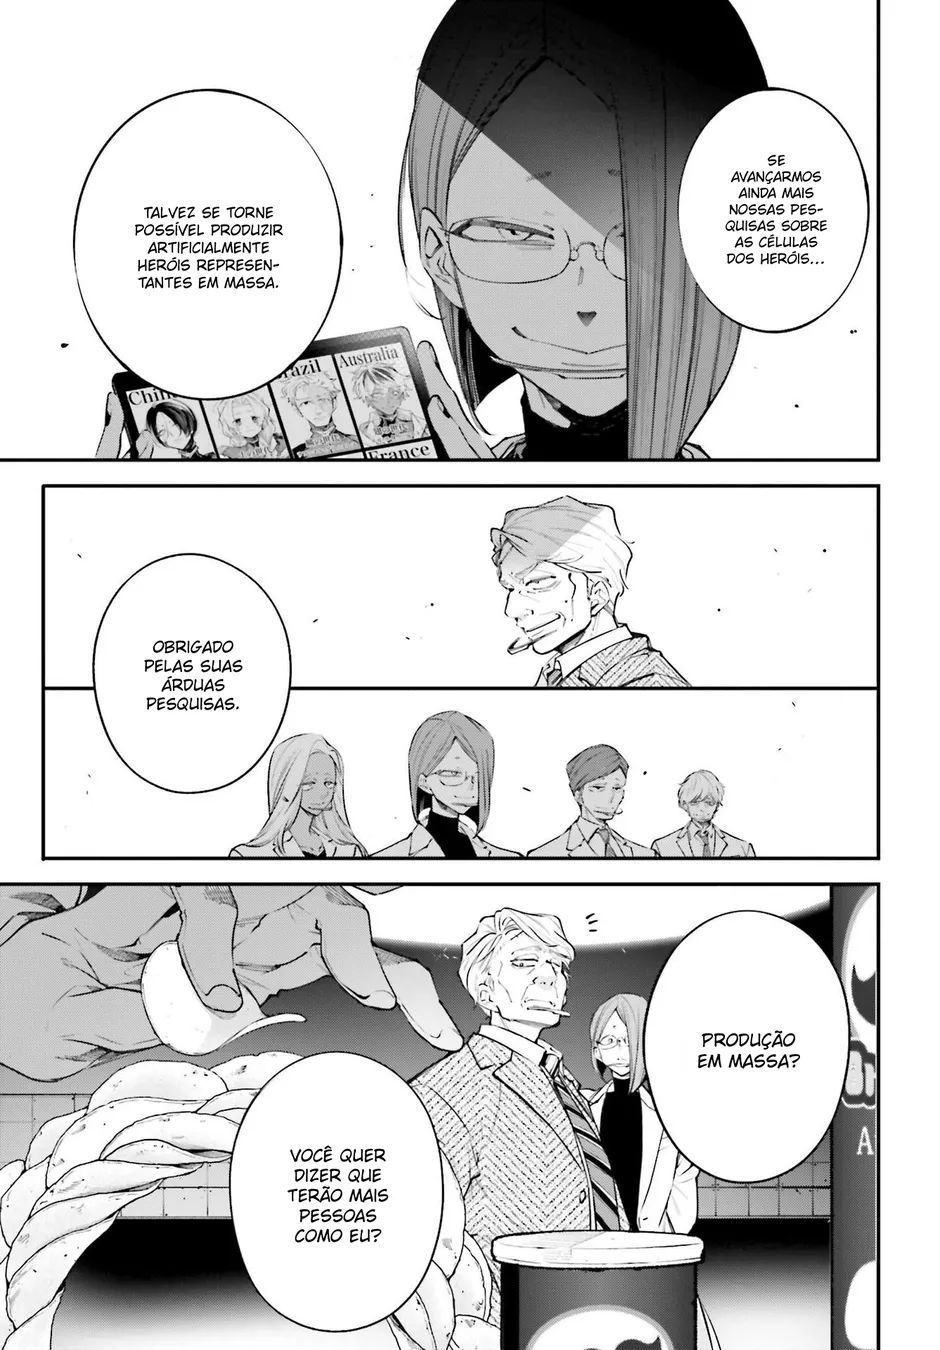 SE
AVANÇARMOS
AINDA MAIS
NOSSAS PES-
QUISAS SOBRE
AS CÉLULAS
DOS HERÓIS...
TALVEZ SE TORNE
POSSÍVEL PRODUZIR
ARTIFICIALMENTE
HERÓIS REPRESEN-
TANTES EM MASSA.
Australia
France
OBRIGADO
PELAS SUAS
ÁRDUAS
PESQUISAS.
PRODUÇÃO
EM MASSA?
VOCÊ QUER
DIZER QUE
TERÃO MAIS
PESSOAS
COMO EU?